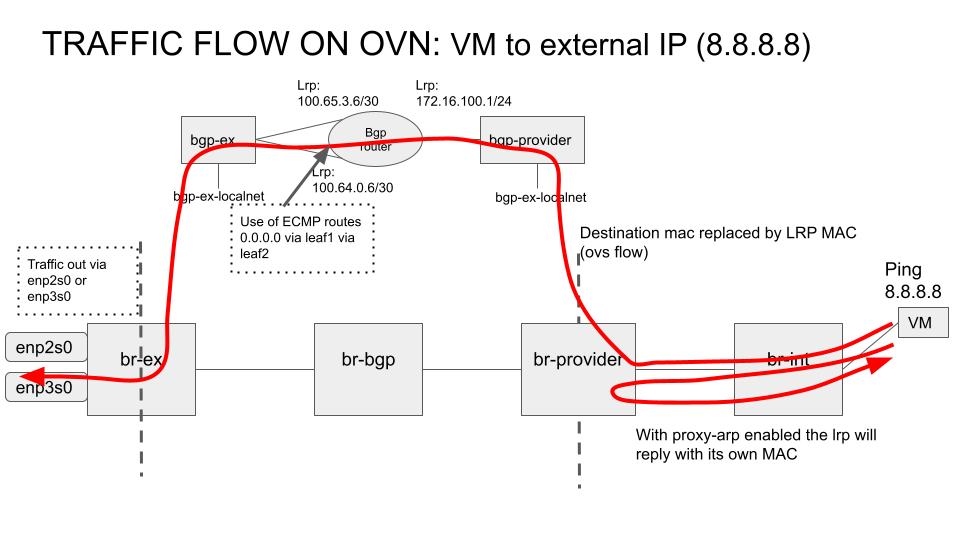 TRAFFIC FLOW ON OVN: VM to external IP (8.8.8.8)
Lrp:
100.65.3.6/30
Lrp:
172.16.100.1/24
bgp-ex
Bgp
router
bgp-provider
Lrp:
100.64.0.6/30
bgp-ex-localnet
bgp-ex-localnet
Use of ECMP routes
0.0.0.0 via leaf1 via
leaf2
Destination mac replaced by LRP MAC
(ovs flow)
Traffic out via
enp2s0 or
enp3s0
Ping
8.8.8.8
VM
enp2s0
enp3s0
br-ex
br-bgp
br-provider
br-int
With proxy-arp enabled the lrp will
reply with its own MAC